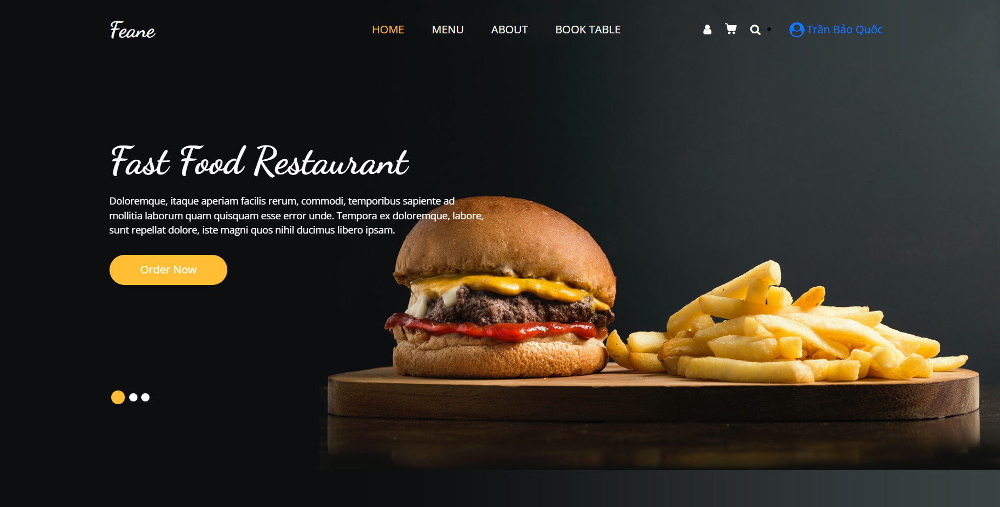 Feane
HOME MENU ABOUT BOOK TABLE Trần Bảo Quốc
Fast Food Restaurant
Doloremque, itaque aperiam facilis rerum, commodi, temporibus sapiente ad
mollitia laborum quam quisquam esse error unde. Tempora ex doloremque, labore,
sunt repellat dolore, iste magni quos nihil ducimus libero ipsam.
Order Now